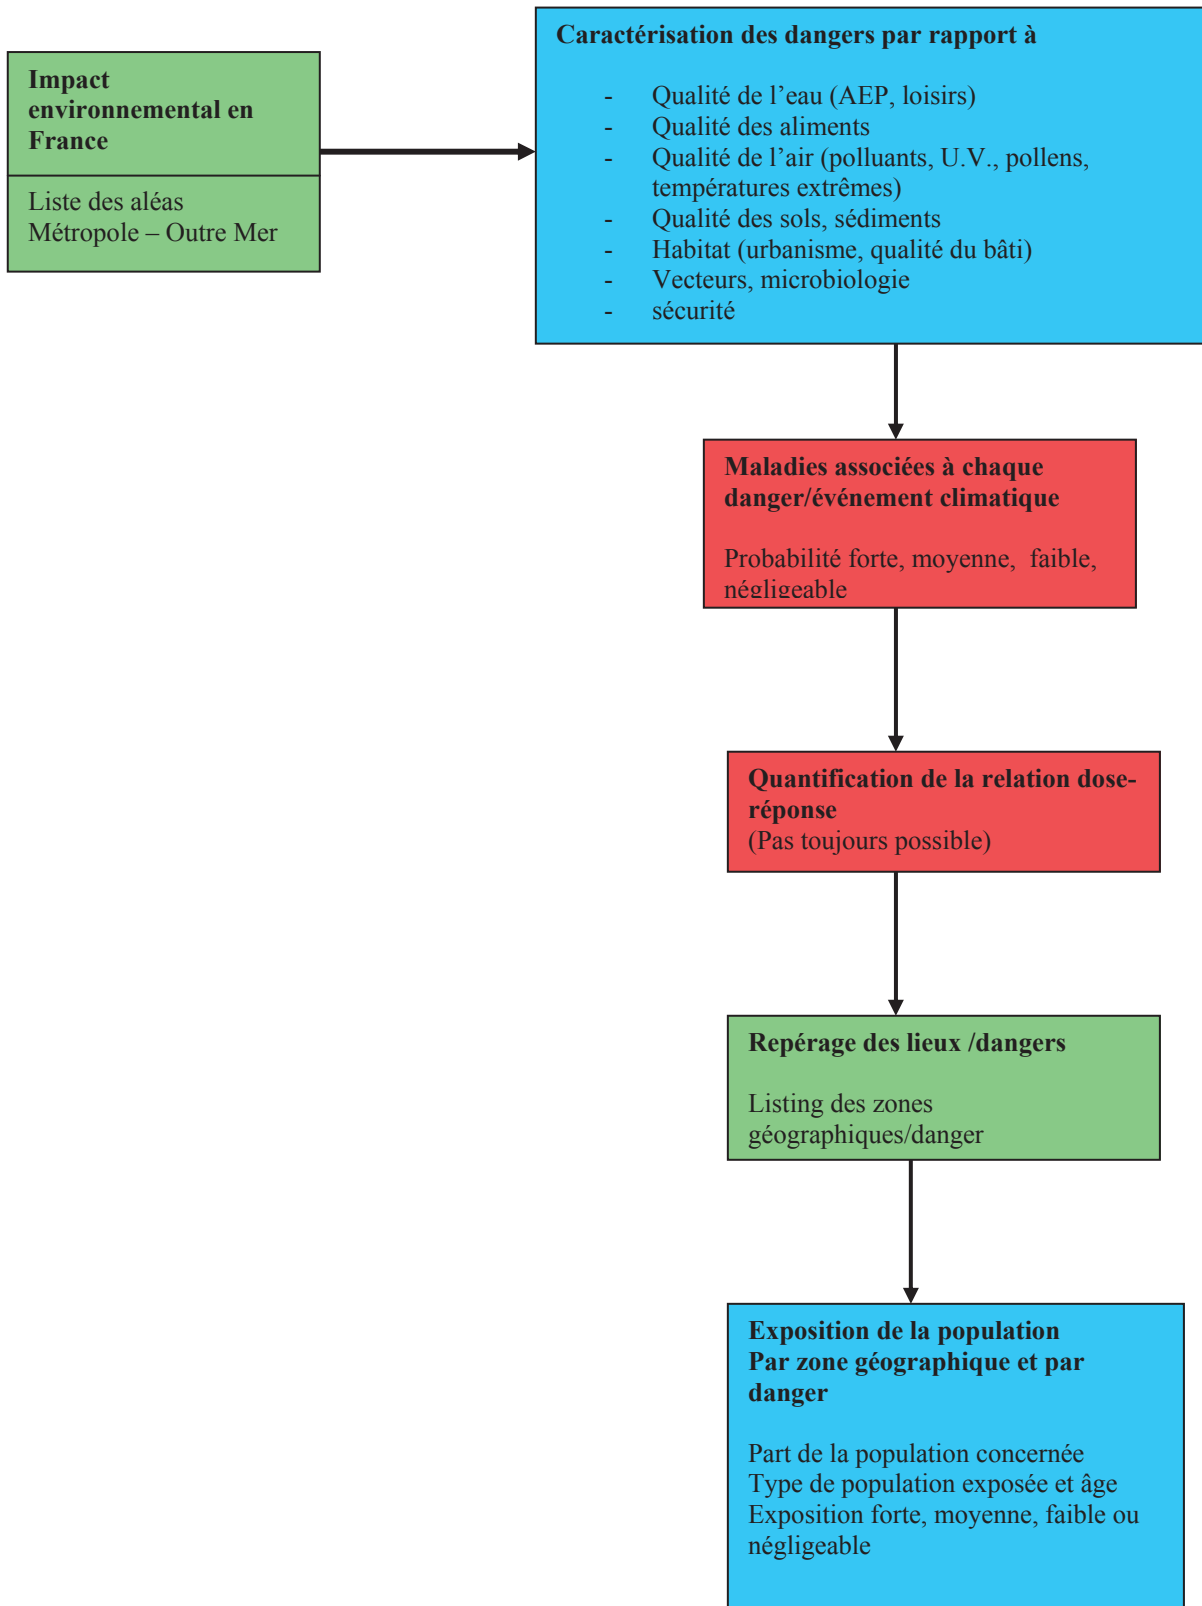 Impact
environnemental en
France
Liste des aléas
Métropole – Outre Mer
Caractérisation des dangers par rapport à
- Qualité de l’eau (AEP, loisirs)
- Qualité des aliments
- Qualité de l’air (polluants, U.V., pollens,
températures extrêmes)
- Qualité des sols, sédiments
- Habitat (urbanisme, qualité du bâti)
- Vecteurs, microbiologie
- sécurité
Maladies associées à chaque
danger/événement climatique
Probabilité forte, moyenne, faible,
négligeable
Quantification de la relation dose-
réponse
(Pas toujours possible)
Repérage des lieux /dangers
Listing des zones
géographiques/danger
Exposition de la population
Par zone géographique et par
danger
Part de la population concernée
Type de population exposée et âge
Exposition forte, moyenne, faible ou
négligeable